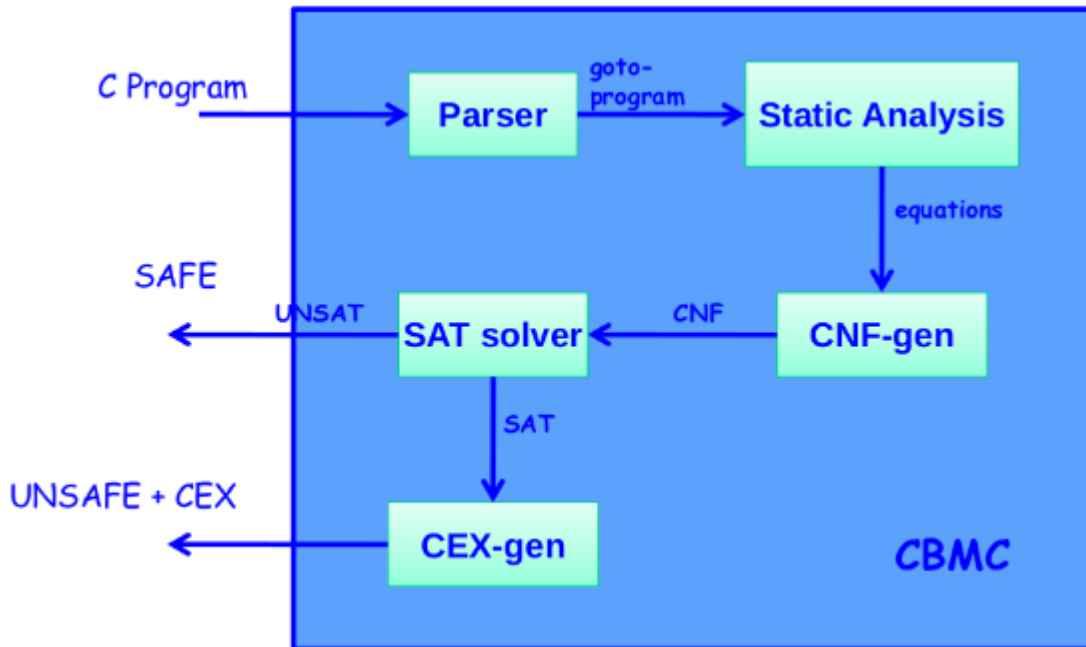 C Program
Parser
goto-
program
Static Analysis
equations
SAFE
UNSAT
SAT solver
CNF
CNF-gen
SAT
UNSAFE + CEX
CEX-gen
CBMC